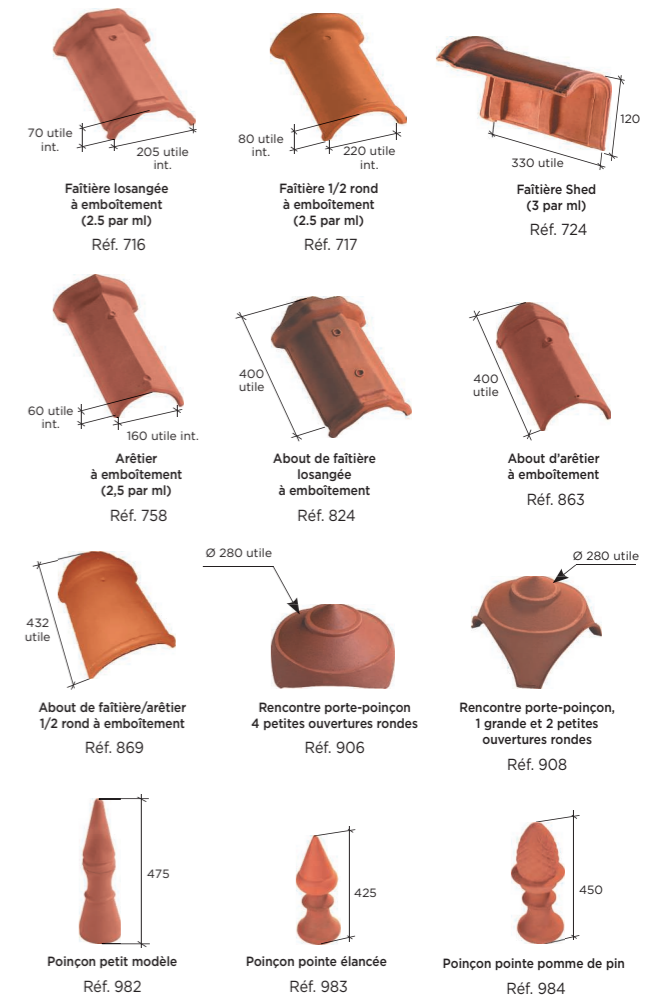 70 utile
int.
205 utile
int.
Faîtière losangée
à emboîtement
(2.5 par ml)
Réf. 716
80 utile
int.
220 utile
int.
Faîtière 1/2 rond
à emboîtement
(2.5 par ml)
Réf. 717
120
330 utile
Faîtière Shed
(3 par ml)
Réf. 724
60 utile
int.
160 utile int.
Arêtier
à emboîtement
(2,5 par ml)
Réf. 758
400
utile
About de faîtière
losangée
à emboîtement
Réf. 824
400
utile
About d'arêtier
à emboîtement
Réf. 863
432
utile
About de faîtière/arêtier
1/2 rond à emboîtement
Réf. 869
Ø 280 utile
Rencontre porte-poinçon
4 petites ouvertures rondes
Réf. 906
Ø 280 utile
Rencontre porte-poinçon,
1 grande et 2 petites
ouvertures rondes
Réf. 908
475
Poinçon petit modèle
Réf. 982
425
Poinçon pointe élancée
Réf. 983
450
Poinçon pointe pomme de pin
Réf. 984